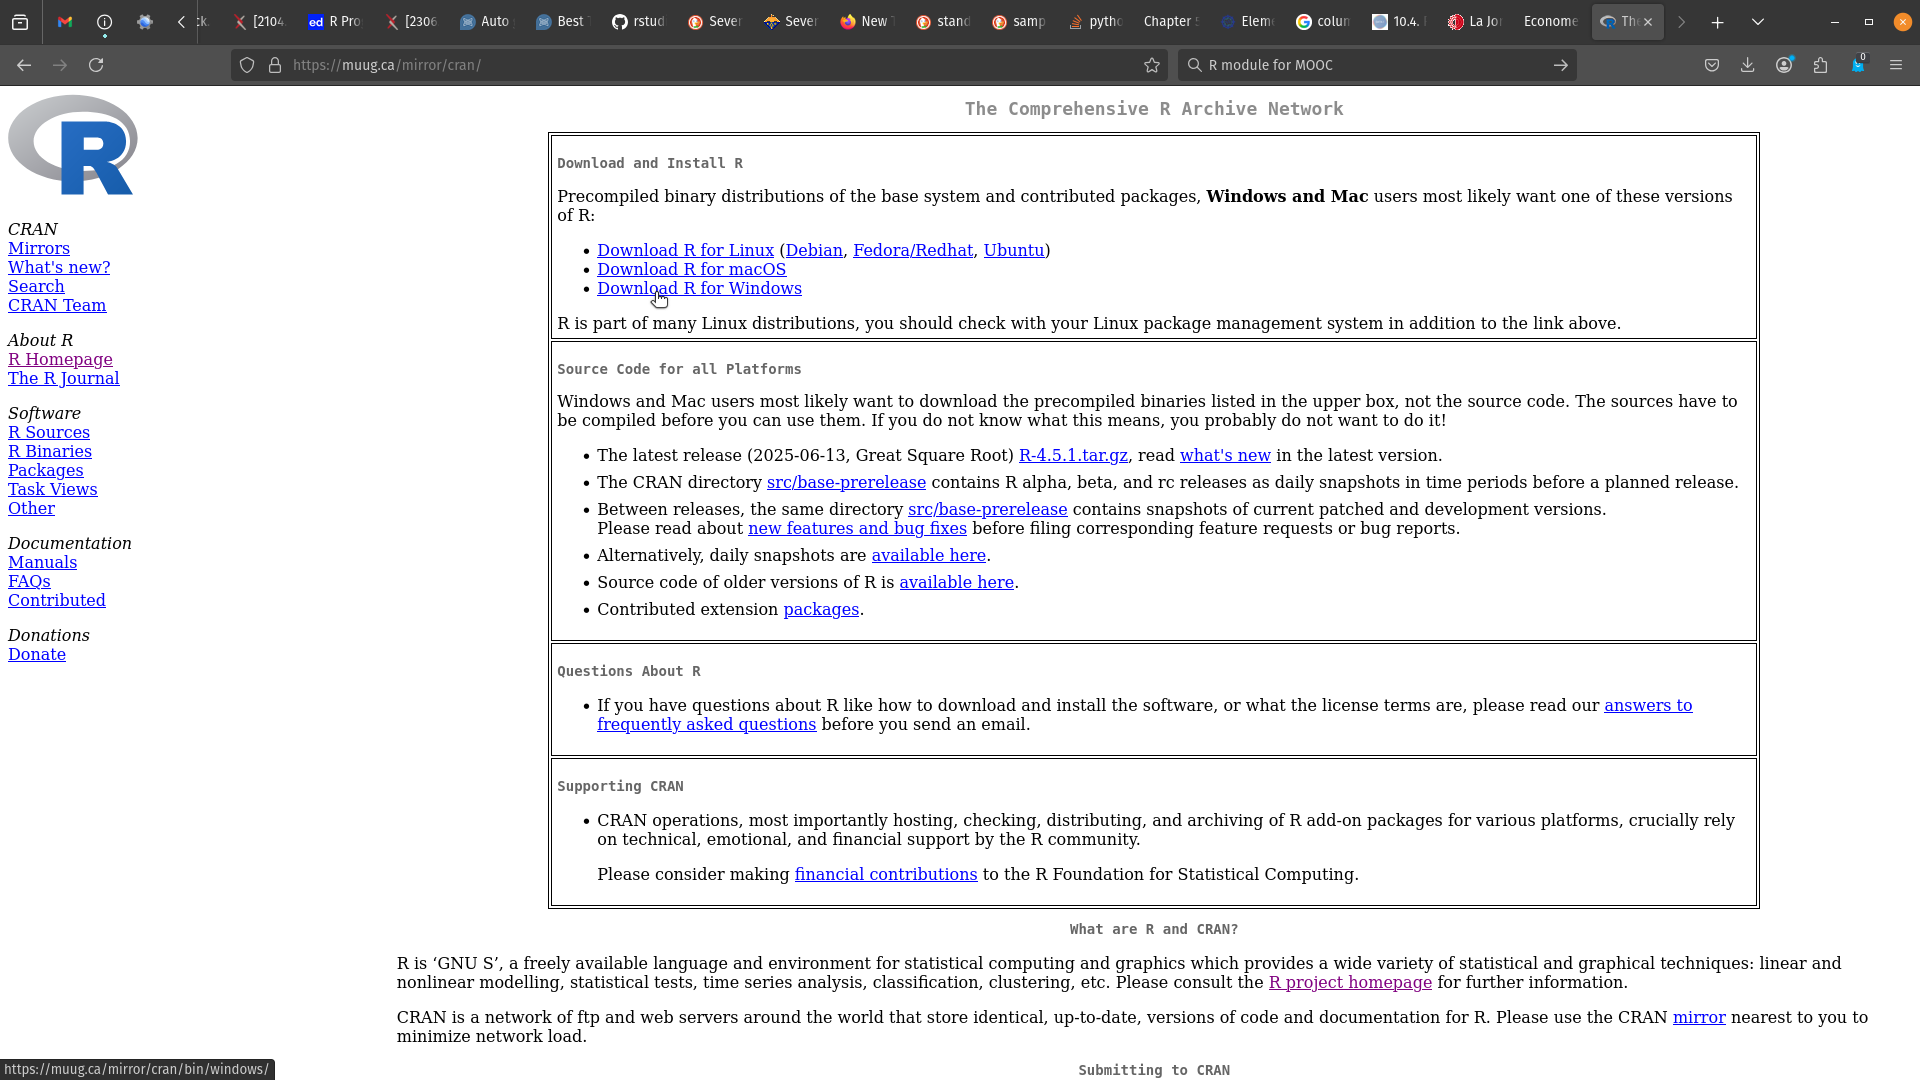 ck.
[2104.
ed R Pro
[2306
Auto
Best
rstud
Sever
Seve
New
stand
samp
pytho
Chapter
Elem
colun
10.4.
La Jor
Econome
The
https://muug.ca/mirror/cran/
R module for MOOC
0
R
CRAN
Mirrors
What's new?
Search
CRAN Team
About R
R Homepage
The R Journal
Software
R Sources
R Binaries
Packages
Task Views
Other
Documentation
Manuals
FAQs
Contributed
Donations
Donate
The Comprehensive R Archive Network
Download and Install R
Precompiled binary distributions of the base system and contributed packages, Windows and Mac users most likely want one of these versions
of R:
• Download R for Linux (Debian, Fedora/Redhat, Ubuntu)
• Download R for macOS
• Download R for Windows
R is part of many Linux distributions, you should check with your Linux package management system in addition to the link above.
Source Code for all Platforms
Windows and Mac users most likely want to download the precompiled binaries listed in the upper box, not the source code. The sources have to
be compiled before you can use them. If you do not know what this means, you probably do not want to do it!
• The latest release (2025-06-13, Great Square Root) R-4.5.1.tar.gz, read what's new in the latest version.
• The CRAN directory src/base-prerelease contains R alpha, beta, and rc releases as daily snapshots in time periods before a planned release.
• Between releases, the same directory src/base-prerelease contains snapshots of current patched and development versions.
Please read about new features and bug fixes before filing corresponding feature requests or bug reports.
• Alternatively, daily snapshots are available here.
• Source code of older versions of R is available here.
• Contributed extension packages.
Questions About R
• If you have questions about R like how to download and install the software, or what the license terms are, please read our answers to
frequently asked questions before you send an email.
Supporting CRAN
• CRAN operations, most importantly hosting, checking, distributing, and archiving of R add-on packages for various platforms, crucially rely
on technical, emotional, and financial support by the R community.
Please consider making financial contributions to the R Foundation for Statistical Computing.
What are R and CRAN?
R is ‘GNU S’, a freely available language and environment for statistical computing and graphics which provides a wide variety of statistical and graphical techniques: linear and
nonlinear modelling, statistical tests, time series analysis, classification, clustering, etc. Please consult the R project homepage for further information.
CRAN is a network of ftp and web servers around the world that store identical, up-to-date, versions of code and documentation for R. Please use the CRAN mirror nearest to you to
minimize network load.
Submitting to CRAN
https://muug.ca/mirror/cran/bin/windows/